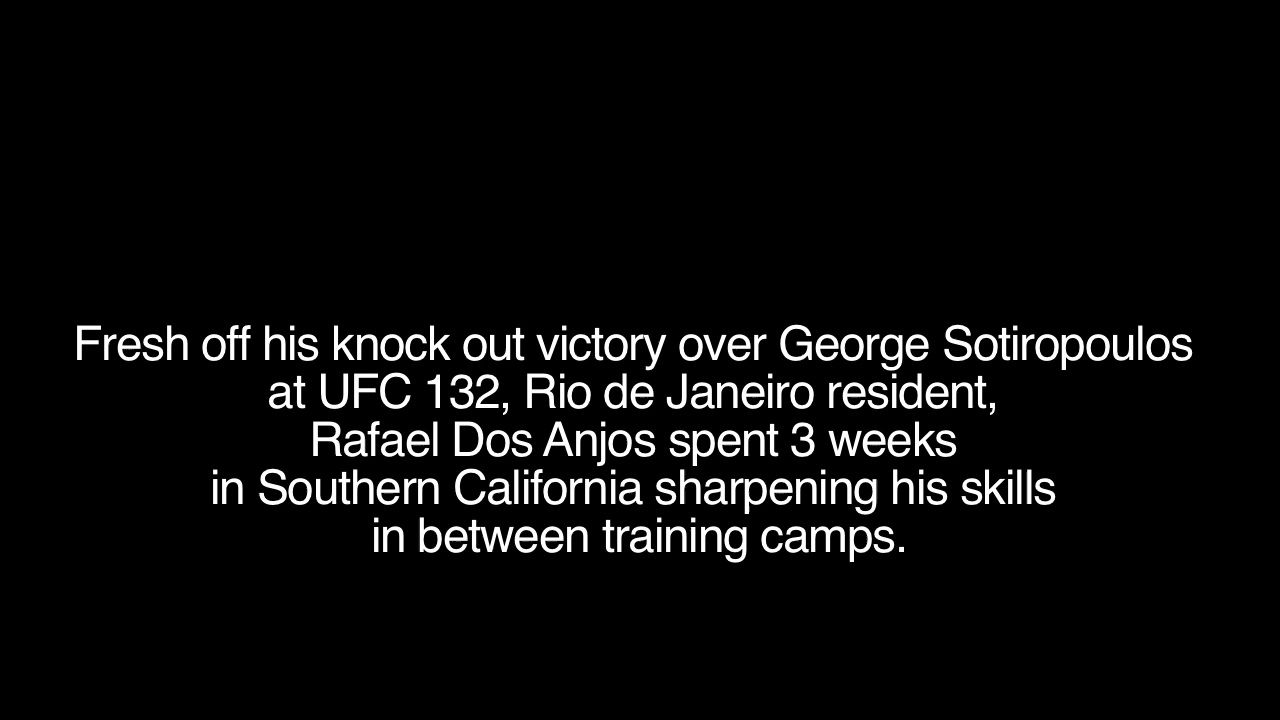 Fresh off his knock out victory over George Sotiropoulos
at UFC 132, Rio de Janeiro resident,
Rafael Dos Anjos spent 3 weeks
in Southern California sharpening his skills
in between training camps.